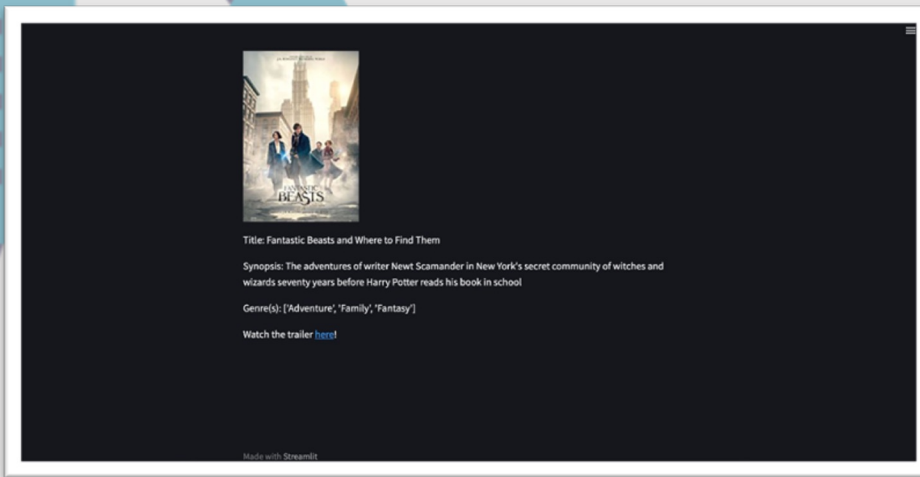 FANTASTIC
BEASTS
Title: Fantastic Beasts and Where to Find Them
Synopsis: The adventures of writer Newt Scamander in New York's secret community of witches and
wizards seventy years before Harry Potter reads his book in school
Genre(s): ['Adventure', 'Family', 'Fantasy']
Watch the trailer here!
Made with Streamlit